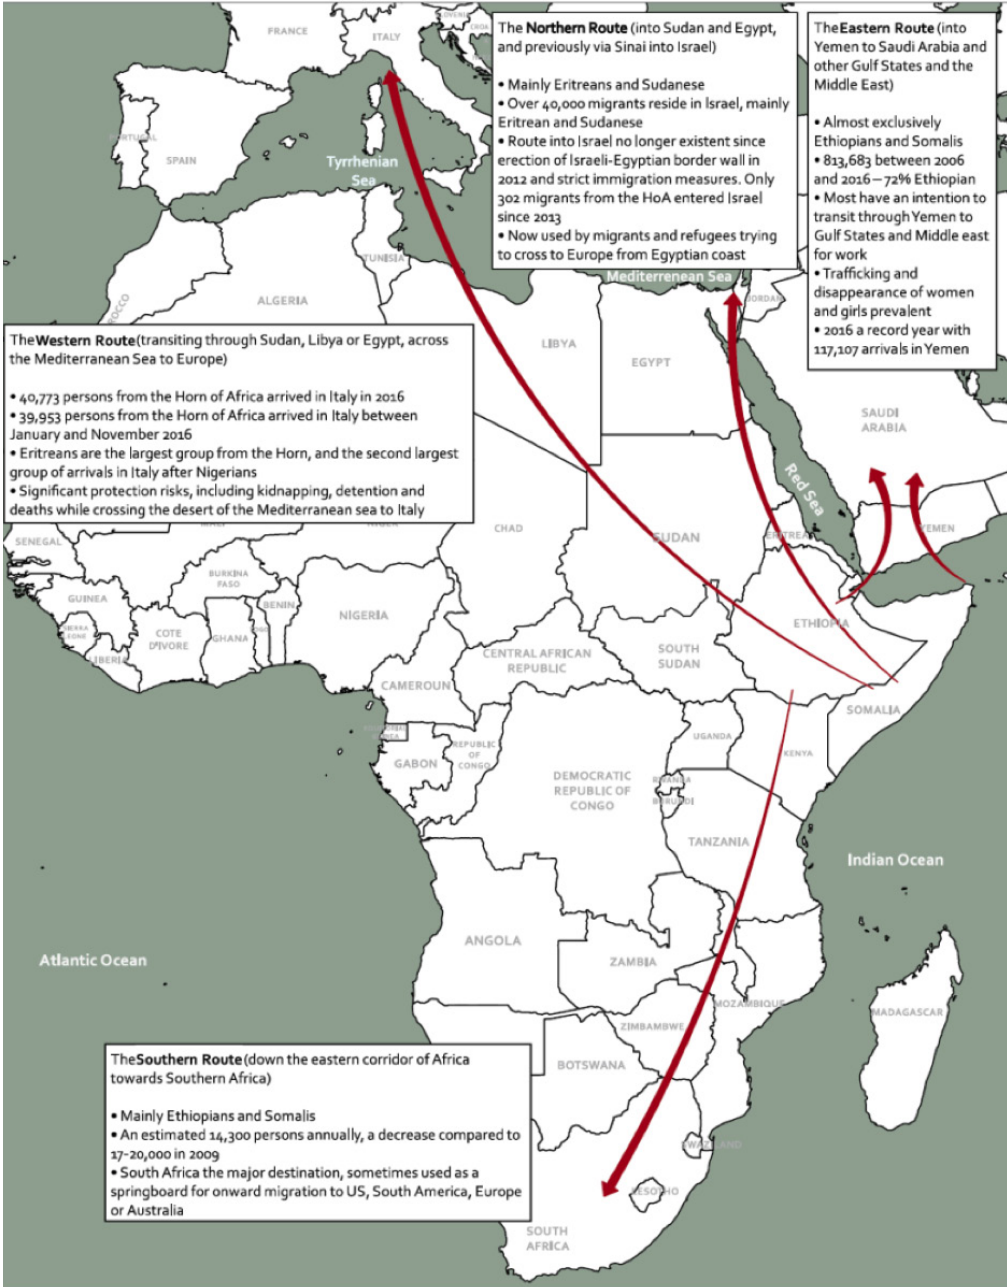 FRANCE
ITALY
SLOVENIA
CROA
PORTUGAL
SPAIN
Tyrrhenian
Sea
The Northern Route (into Sudan and Egypt,
and previously via Sinai into Israel)
• Mainly Eritreans and Sudanese
• Over 40,000 migrants reside in Israel, mainly
Eritrean and Sudanese
• Route into Israel no longer existent since
erection of Israeli-Egyptian border wall in
2012 and strict immigration measures. Only
302 migrants from the HoA entered Israel
since 2013
• Now used by migrants and refugees trying
to cross to Europe from Egyptian coast
The Eastern Route (into
Yemen to Saudi Arabia and
other Gulf States and the
Middle East)
• Almost exclusively
Ethiopians and Somalis
• 813,683 between 2006
and 2016—72% Ethiopian
• Most have an intention to
transit through Yemen to
Gulf States and Middle east
for work
• Trafficking and
disappearance of women
and girls prevalent
• 2016 a record year with
117,107 arrivals in Yemen
Mediterranean Sea
TUNISIA
JORDAN
OCCO
ALGERIA
LIBYA
EGYPT
The Western Route (transiting through Sudan, Libya or Egypt, across
the Mediterranean Sea to Europe)
• 40,773 persons from the Horn of Africa arrived in Italy in 2016
• 39,953 persons from the Horn of Africa arrived in Italy between
January and November 2016
• Eritreans are the largest group from the Horn, and the second largest
group of arrivals in Italy after Nigerians
• Significant protection risks, including kidnapping, detention and
deaths while crossing the desert of the Mediterranean sea to Italy
SAUDI
ARABIA
Red Sea
YEMEN
ERITREA
SENEGAL
MALI
NIGER
CHAD
SUDAN
BURKINA
FASO
GUINEA
SIERRA
LEONE
LIBERIA
COTE
D'IVORE
GHANA
BENIN
NIGERIA
ETHIOPIA
CENTRAL AFRICAN
REPUBLIC
SOUTH
SUDAN
CAMEROUN
SOMALIA
GABON
REPUBLIC
OF
CONGO
UGANDA
KENYA
DEMOCRATIC
REPUBLIC OF
CONGO
RWANDA
BURUNDI
TANZANIA
Indian Ocean
Atlantic Ocean
ANGOLA
ZAMBIA
MOZAMBIQUE
MADAGASCAR
ZIMBABWE
BOTSWANA
The Southern Route (down the eastern corridor of Africa
towards Southern Africa)
• Mainly Ethiopians and Somalis
• An estimated 14,300 persons annually, a decrease compared to
17-20,000 in 2009
• South Africa the major destination, sometimes used as a
springboard for onward migration to US, South America, Europe
or Australia
SWAZILAND
LESOTHO
SOUTH
AFRICA